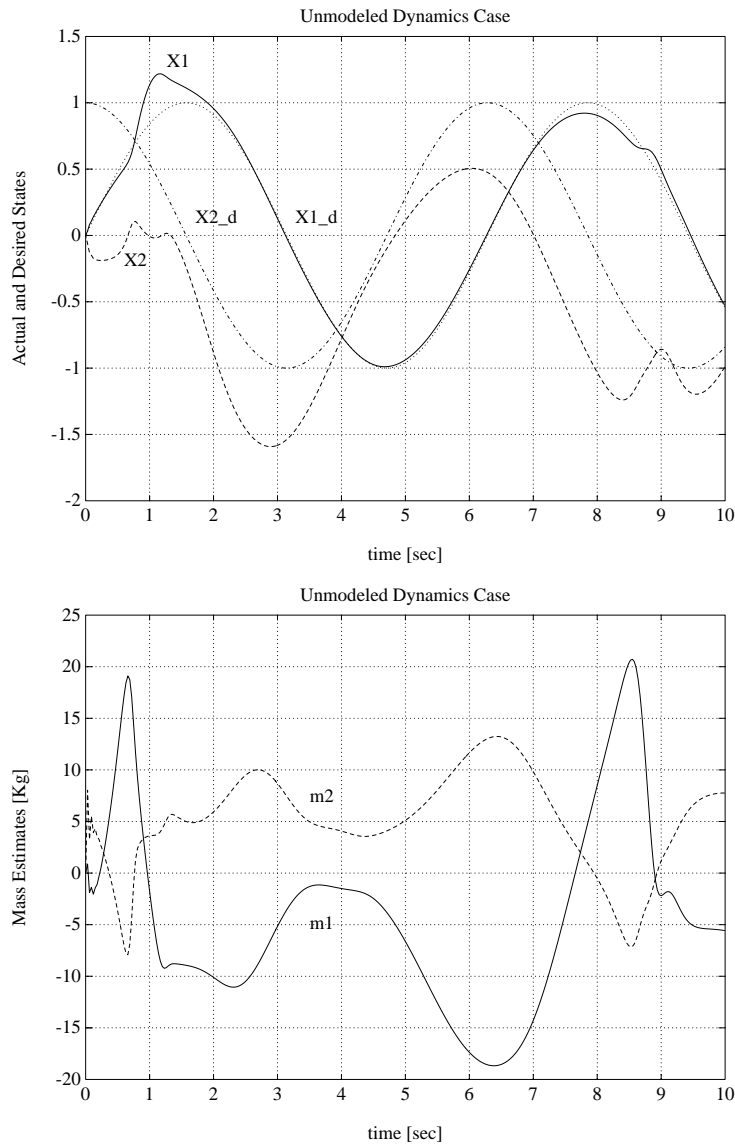 Unmodeled Dynamics Case
1.5
1
0.5
0
-0.5
-1
-1.5
-2
Actual and Desired States
X1
X2_d
X1_d
X2
0 1 2 3 4 5 6 7 8 9 10
time [sec]
Unmodeled Dynamics Case
25
20
15
10
5
0
-5
-10
-15
-20
Mass Estimates [Kg]
m2
m1
0 1 2 3 4 5 6 7 8 9 10
time [sec]